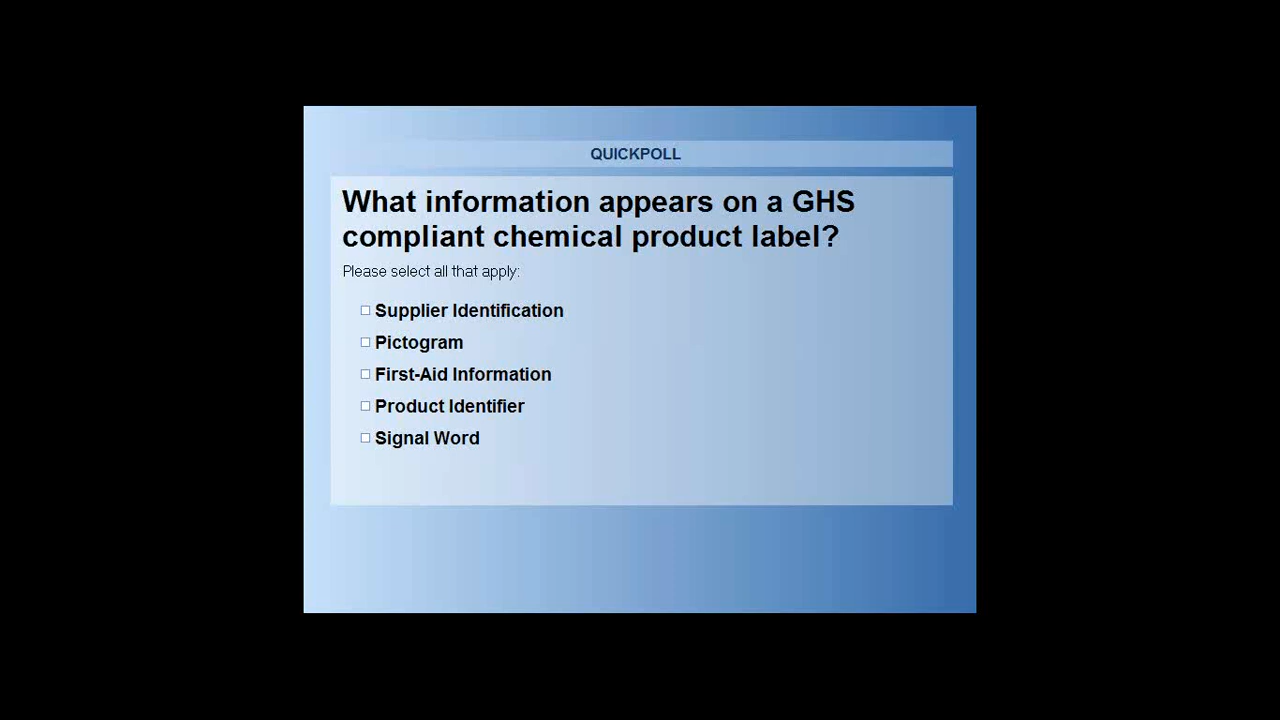 QUICKPOLL
What information appears on a GHS
compliant chemical product label?
Please select all that apply:
Supplier Identification
Pictogram
First-Aid Information
Product Identifier
Signal Word